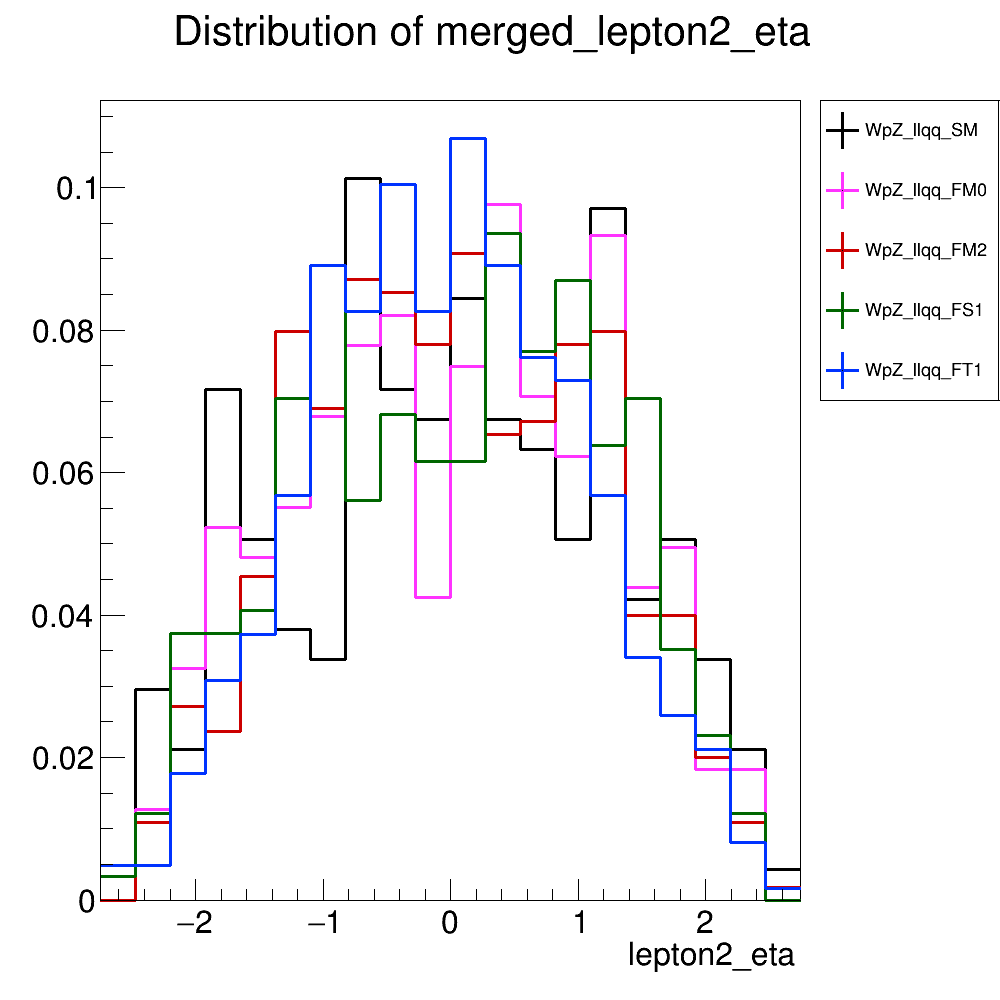 Distribution of merged_lepton2_eta
WpZ_llqq_SM
WpZ_llqq_FM0
WpZ_llqq_FM2
WpZ_llqq_FS1
WpZ_llqq_FT1
0.1
0.08
0.06
0.04
0.02
0
−2 −1 0 1 2
lepton2_eta